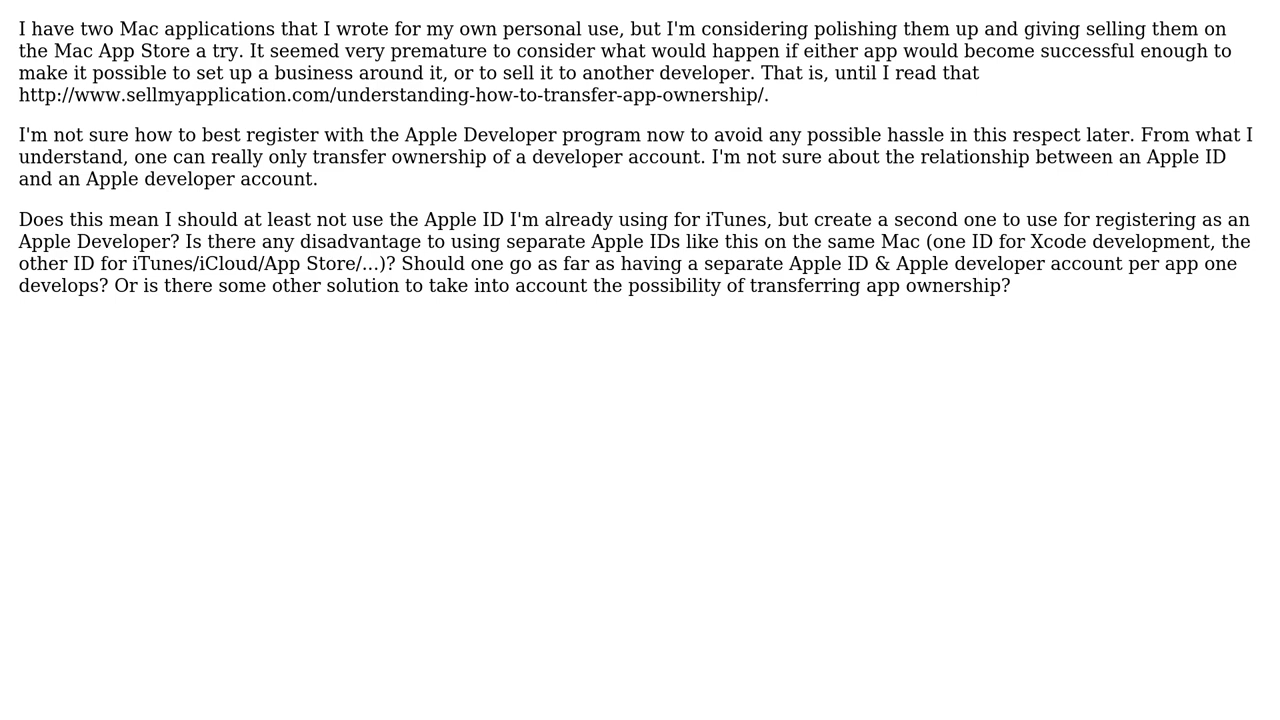 I have two Mac applications that I wrote for my own personal use, but I'm considering polishing them up and giving selling them on
the Mac App Store a try. It seemed very premature to consider what would happen if either app would become successful enough to
make it possible to set up a business around it, or to sell it to another developer. That is, until I read that
http://www.sellmyapplication.com/understanding-how-to-transfer-app-ownership/.
I'm not sure how to best register with the Apple Developer program now to avoid any possible hassle in this respect later. From what I
understand, one can really only transfer ownership of a developer account. I'm not sure about the relationship between an Apple ID
and an Apple developer account.
Does this mean I should at least not use the Apple ID I'm already using for iTunes, but create a second one to use for registering as an
Apple Developer? Is there any disadvantage to using separate Apple IDs like this on the same Mac (one ID for Xcode development, the
other ID for iTunes/iCloud/App Store/...)? Should one go as far as having a separate Apple ID & Apple developer account per app one
develops? Or is there some other solution to take into account the possibility of transferring app ownership?